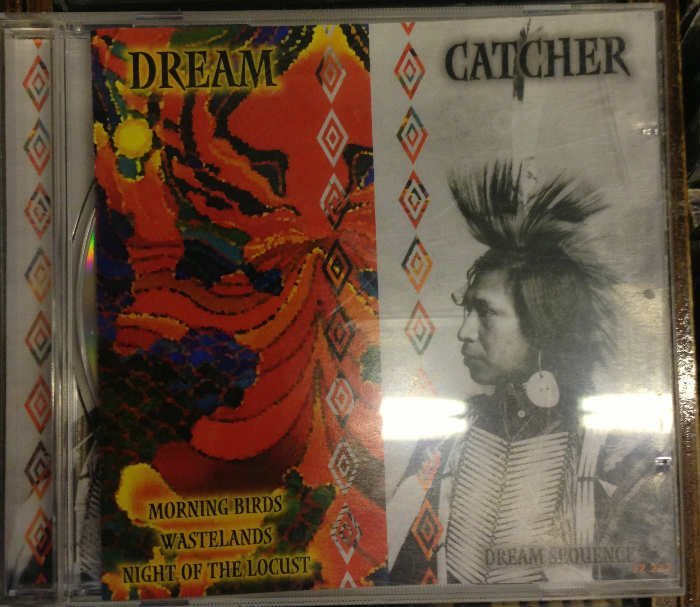 DREAM CATCHER
MORNING BIRDS
WASTELANDS
NIGHT OF THE LOCUST
DREAM SEQUENCE